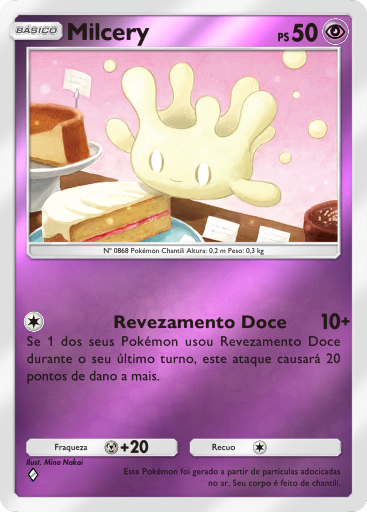 BÁSICO Milcery PS 50
Nº 0868 Pokémon Chantili Altura: 0,2 m Peso: 0,3 kg
Revezamento Doce 10+
Se 1 dos seus Pokémon usou Revezamento Doce
durante o seu último turno, este ataque causará 20
pontos de dano a mais.
Fraqueza +20 Recuo
Ilust. Mina Nakai
Este Pokémon foi gerado a partir de partículas adocicadas
no ar. Seu corpo é feito de chantili.